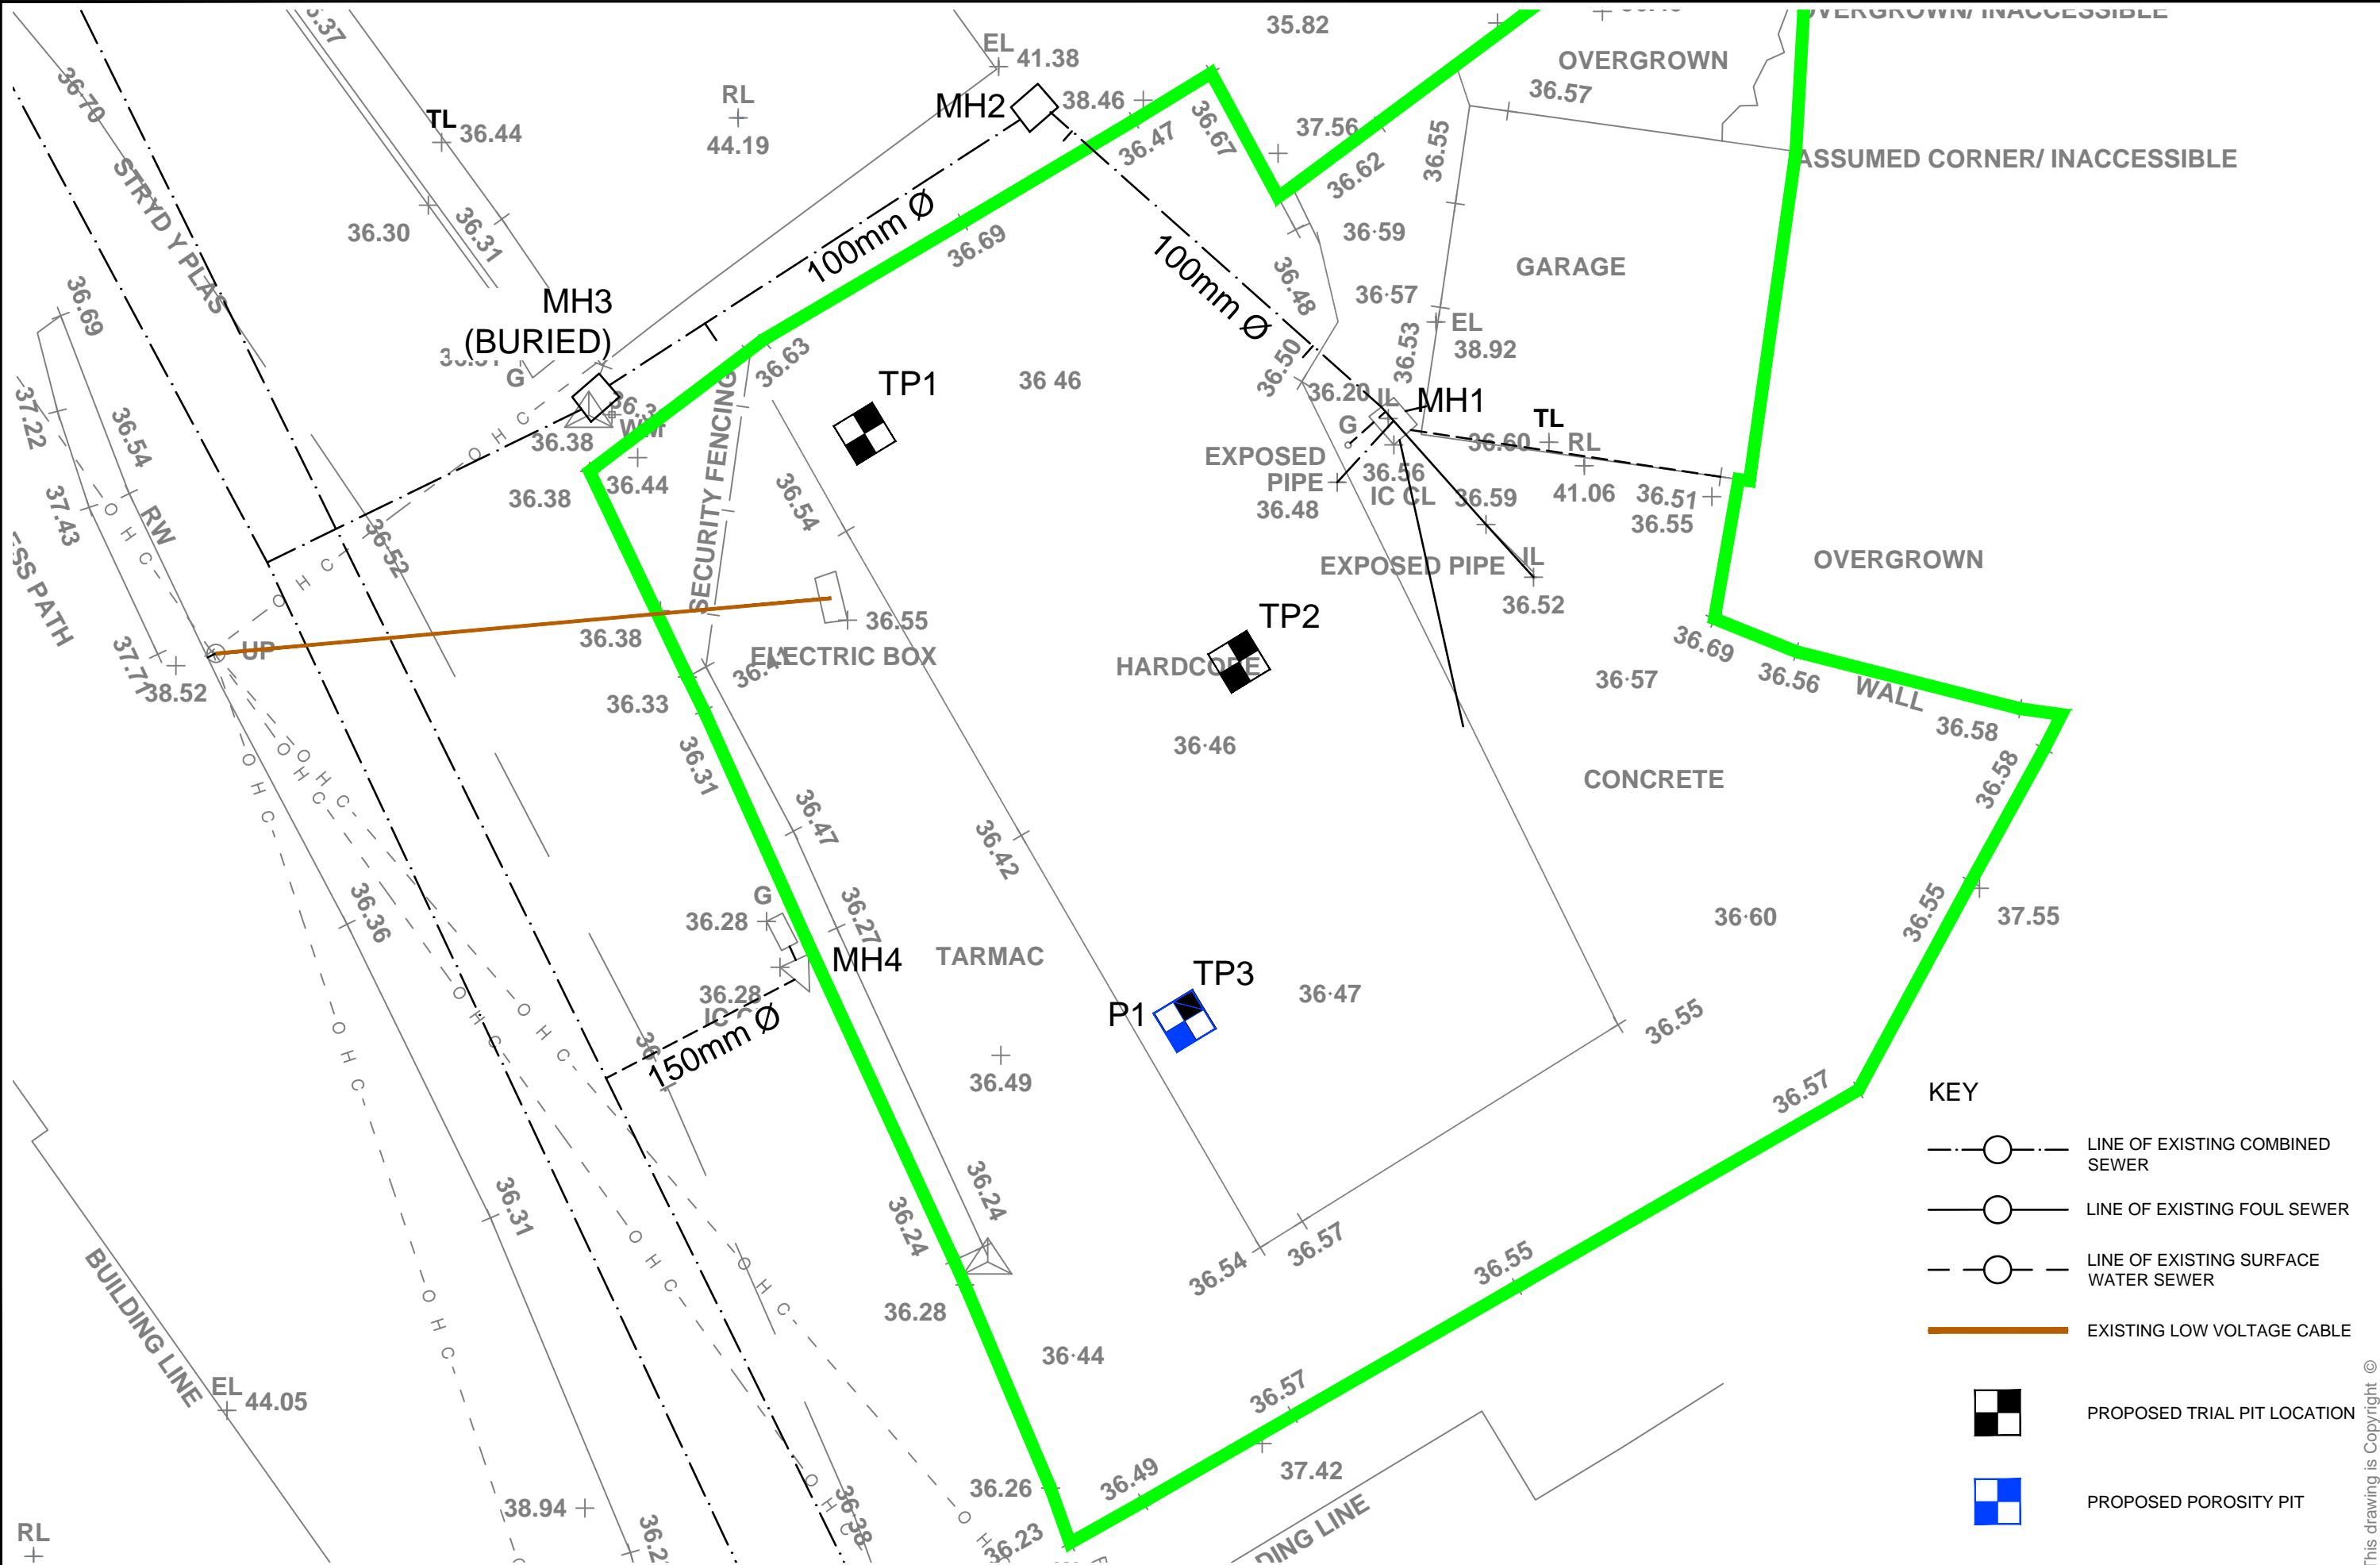 OVERGROWN/ INACCESSIBLE
35.82
EL
41.38
OVERGROWN
36.57
MH2
38.46
36.47
36.67
37.56
36.62
36.55
ASSUMED CORNER/ INACCESSIBLE
RL
44.19
TL
36.44
36.70
STRYD Y PLAS
36.30
36.31
36.69
100mm Ø
36.69
100mm Ø
36·59
36.48
GARAGE
36·57
EL
38.92
36.53
MH3
(BURIED)
G
36.63
TP1
36 46
36.50
36.20
IL
MH1
G
TL
36.60
RL
41.06
36.51
36.55
WM
36.38
36.44
36.38
SECURITY FENCING
36.54
EXPOSED
PIPE
36.48
36.56
IC CL
36.59
EXPOSED PIPE
IL
36.52
OVERGROWN
37.22
36.54
37.43
RW
36.52
O H C
UP
37.71
38.52
36.38
36.55
ELECTRIC BOX
36.33
36.31
TP2
HARDCORE
36·46
36·57
36.69
36.56
WALL
36.58
36.58
CONCRETE
36.47
36.42
36.36
G
36.28
36.27
MH4
36.28
TARMAC
150mm Ø
TP3
P1
36·47
36·60
36.55
37.55
36.55
36.49
36.57
36.31
36.24
36.24
36.28
36.54
36.57
36.55
36·44
BUILDING LINE
EL
44.05
36.57
37.42
36.49
36.26
36.23
38.94
36.38
RL
KEY
LINE OF EXISTING COMBINED
SEWER
LINE OF EXISTING FOUL SEWER
LINE OF EXISTING SURFACE
WATER SEWER
EXISTING LOW VOLTAGE CABLE
PROPOSED TRIAL PIT LOCATION
PROPOSED POROSITY PIT
This drawing is Copyright ©